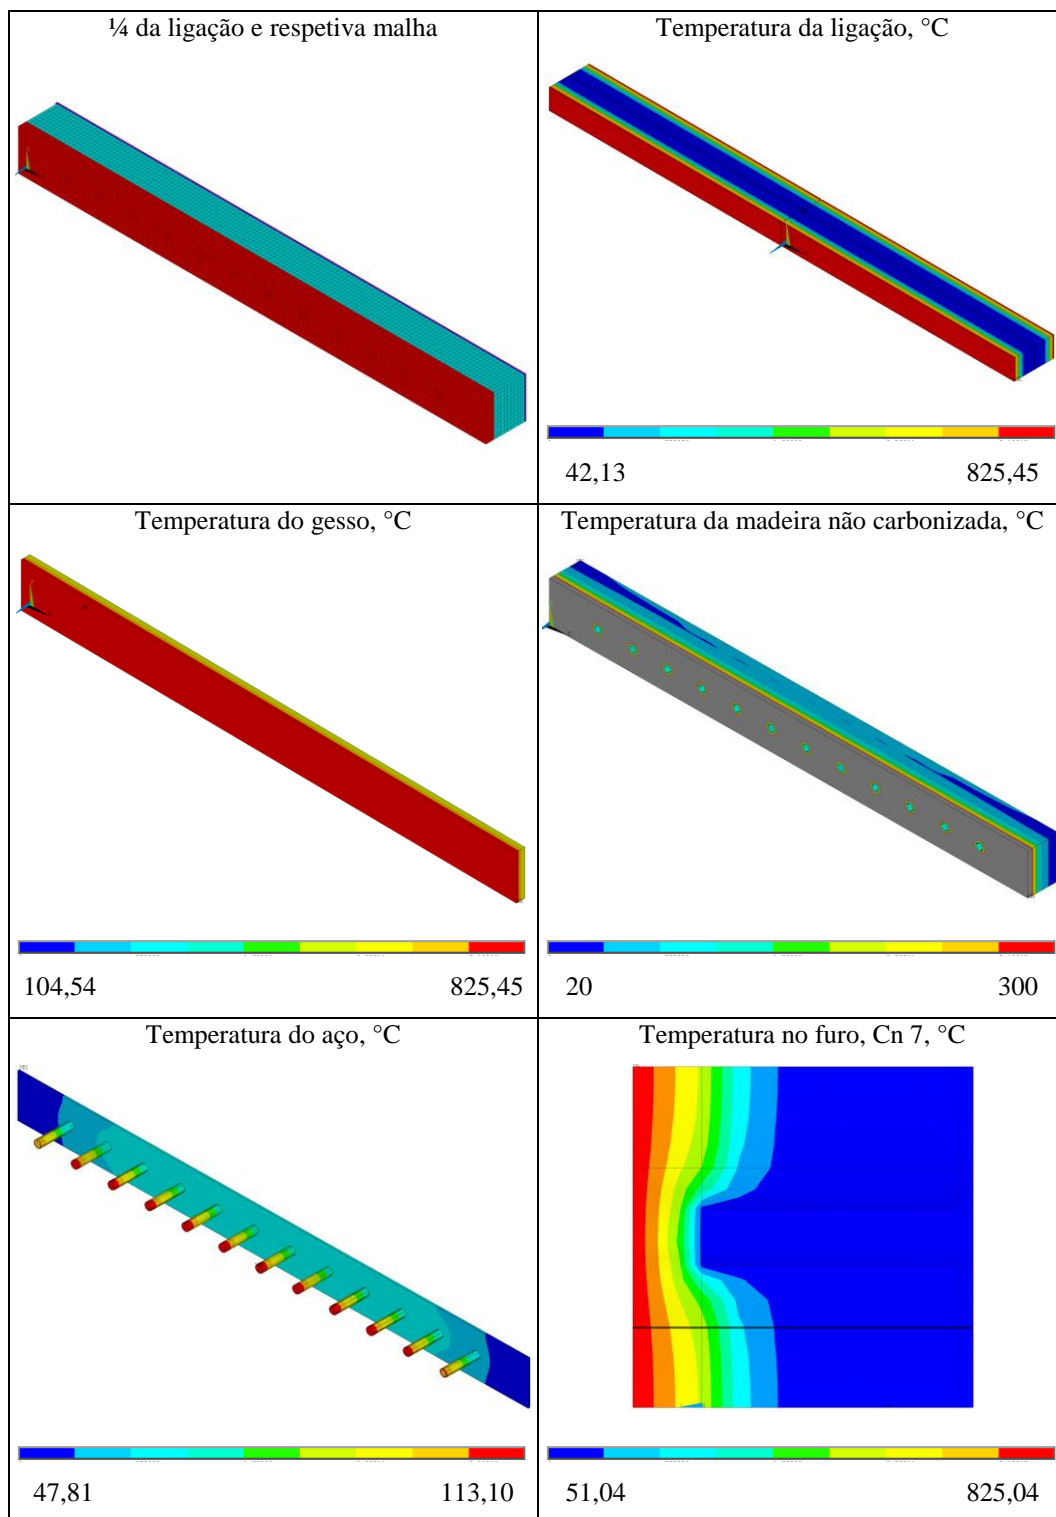 ¼ da ligação e respetiva malha
Temperatura da ligação, °C
42,13 825,45
Temperatura do gesso, °C
Temperatura da madeira não carbonizada, °C
104,54 825,45
20 300
Temperatura do aço, °C
Temperatura no furo, Cn 7, °C
47,81 113,10
51,04 825,04